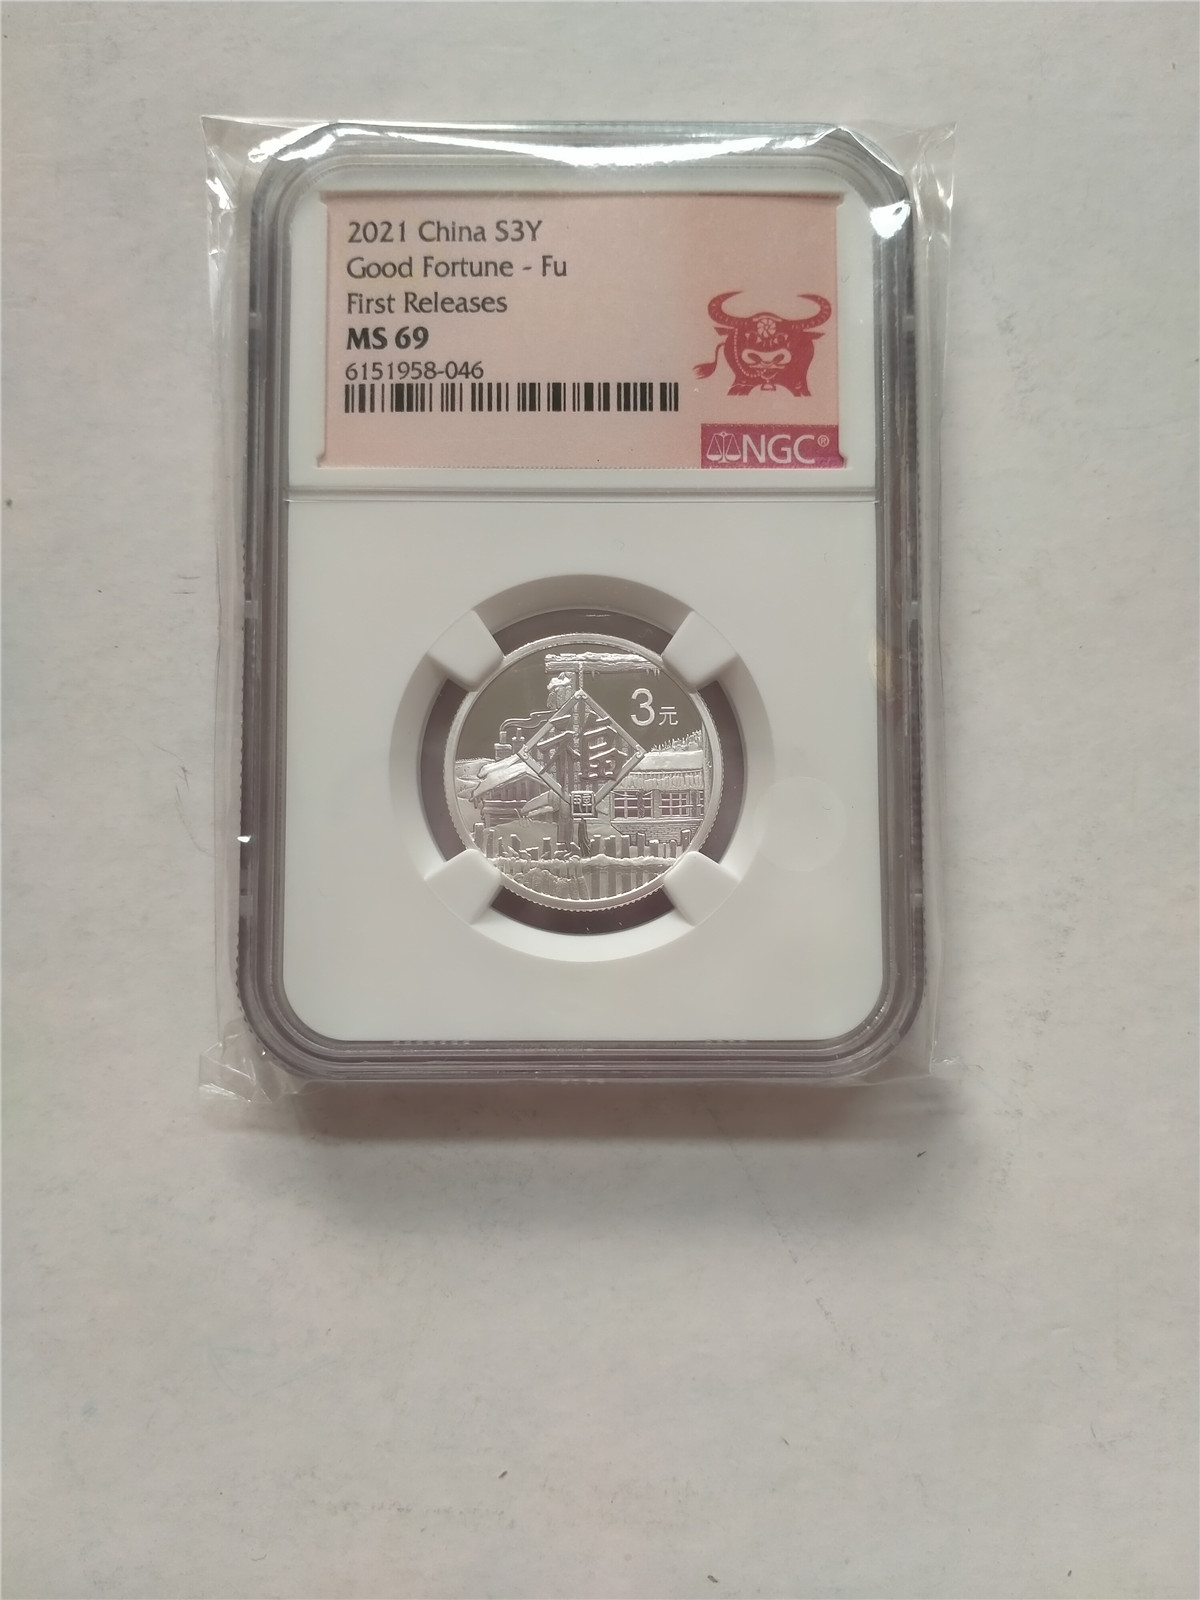 2021 China S3Y
Good Fortune - Fu
First Releases
MS 69
6151958-046
NGC®
3元
福